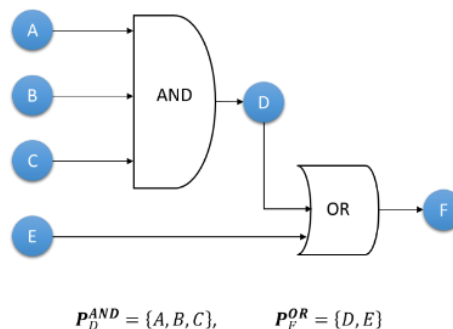 A
B
AND
D
C
OR
E
F
𝑷_D^AND = {A, B, C}, 𝑷_F^OR = {D, E}